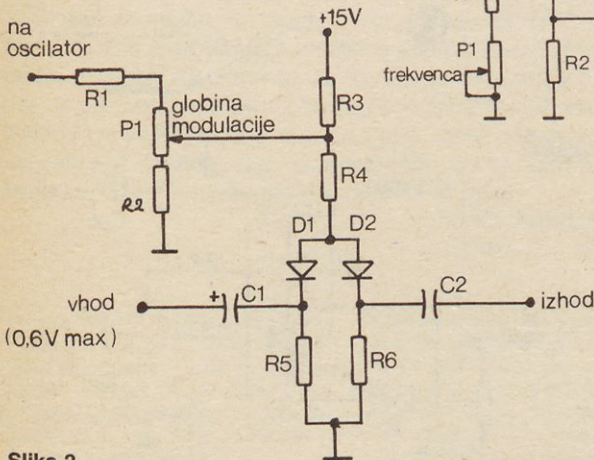 na
oscilator
R1
P1
globina
modulacije
R2
+15V
R3
R4
D1
D2
vhod
(0,6V max)
+
C1
C2
izhod
R5
R6
P1
frekvenca
R2